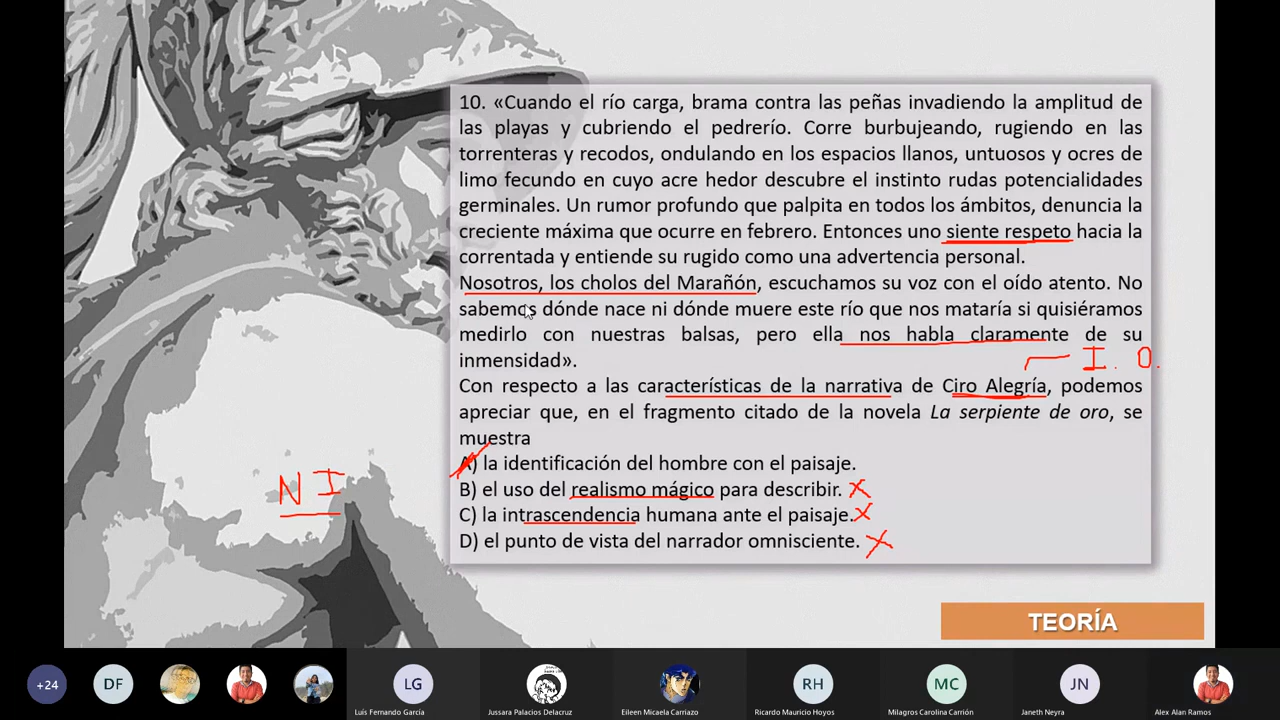 10. «Cuando el río carga, brama contra las peñas invadiendo la amplitud de
las playas y cubriendo el pedrerío. Corre burbujeando, rugiendo en las
torrenteras y recodos, ondulando en los espacios llanos, untuosos y ocres de
limo fecundo en cuyo acre hedor descubre el instinto rudas potencialidades
germinales. Un rumor profundo que palpita en todos los ámbitos, denuncia la
creciente máxima que ocurre en febrero. Entonces uno siente respeto hacia la
correntada y entiende su rugido como una advertencia personal.
Nosotros, los cholos del Marañón, escuchamos su voz con el oído atento. No
sabemos dónde nace ni dónde muere este río que nos mataría si quisiéramos
medirlo con nuestras balsas, pero ella nos habla claramente de su
inmensidad».
I. O.
Con respecto a las características de la narrativa de Ciro Alegría, podemos
apreciar que, en el fragmento citado de la novela La serpiente de oro, se
muestra
A) la identificación del hombre con el paisaje.
B) el uso del realismo mágico para describir. X
C) la intrascendencia humana ante el paisaje. X
D) el punto de vista del narrador omnisciente. X
N I
TEORÍA
+24
DF
LG
RH
MC
JN
Luis Fernando García
Jussara Palacios Delacruz
Eileen Micaela Carriazo
Ricardo Mauricio Hoyos
Milagros Carolina Carrión
Janeth Neyra
Alex Alan Ramos